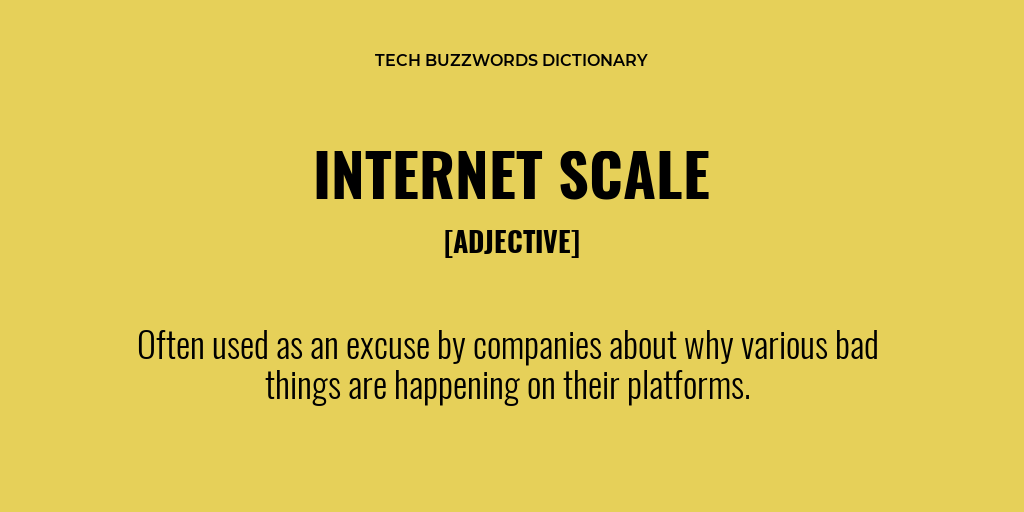 TECH BUZZWORDS DICTIONARY
INTERNET SCALE
[ADJECTIVE]
Often used as an excuse by companies about why various bad
things are happening on their platforms.